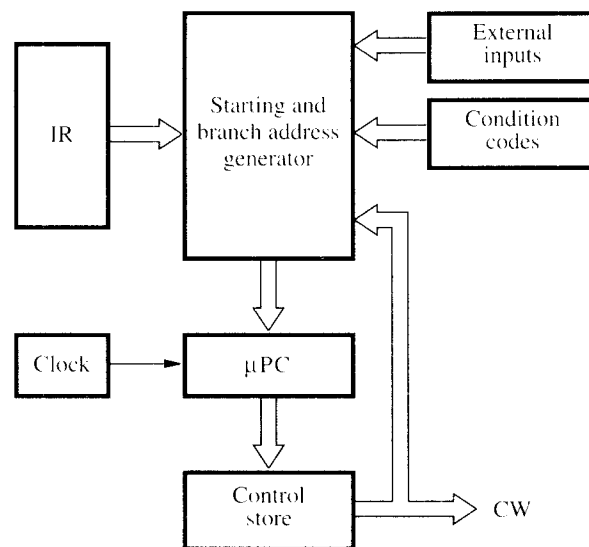 External
inputs
IR
Starting and
branch address
generator
Condition
codes
Clock
μPC
Control
store
CW